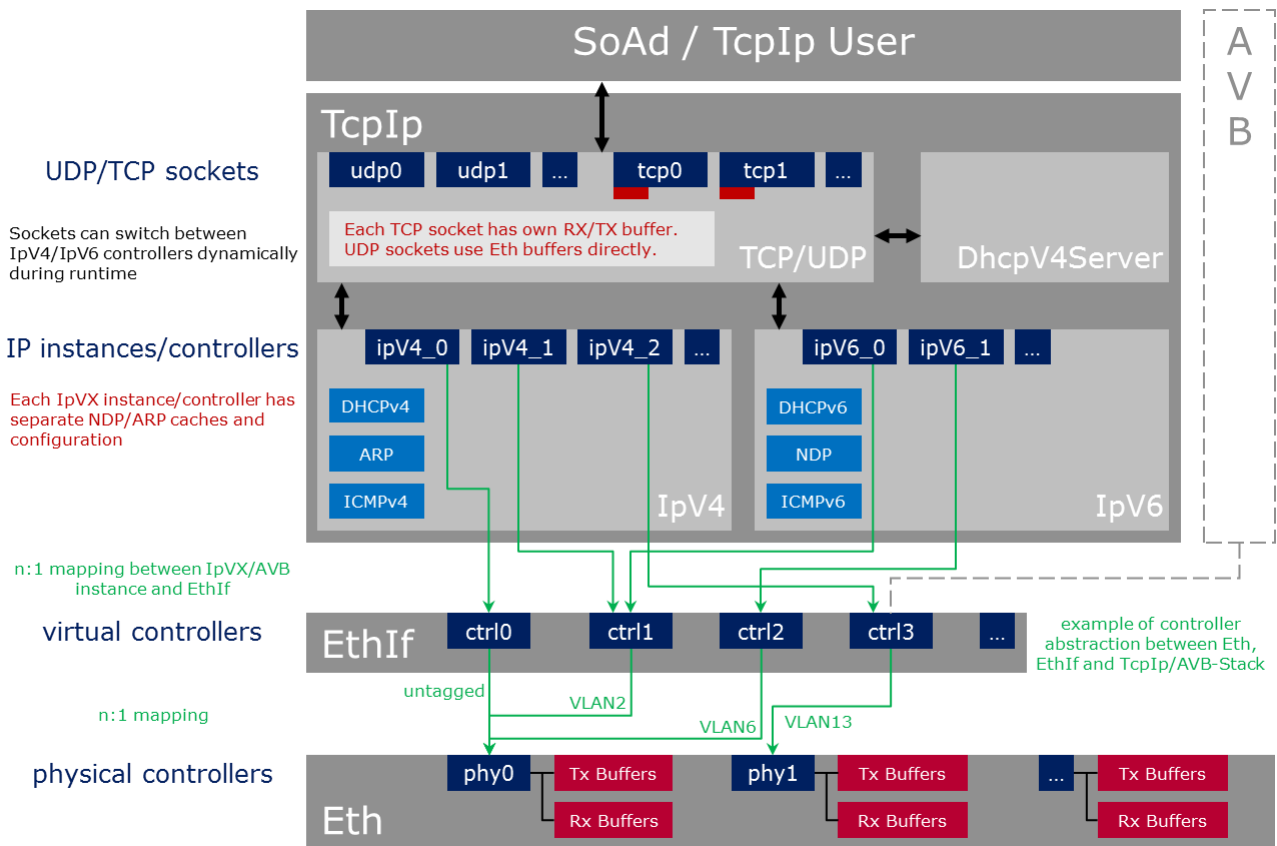 SoAd / TcpIp User
A
V
B
TcpIp
UDP/TCP sockets
udp0
udp1
...
tcp0
tcp1
...
Sockets can switch between
IpV4/IpV6 controllers dynamically
during runtime
Each TCP socket has own RX/TX buffer.
UDP sockets use Eth buffers directly.
TCP/UDP
DhcpV4Server
IP instances/controllers
ipV4_0
ipV4_1
ipV4_2
...
ipV6_0
ipV6_1
...
Each IpVX instance/controller has
separate NDP/ARP caches and
configuration
DHCPv4
ARP
ICMPv4
IpV4
DHCPv6
NDP
ICMPv6
IpV6
n:1 mapping between IpVX/AVB
instance and EthIf
virtual controllers
EthIf
ctrl0
ctrl1
ctrl2
ctrl3
...
example of controller
abstraction between Eth,
EthIf and TcpIp/AVB-Stack
untagged
VLAN2
VLAN6
VLAN13
n:1 mapping
physical controllers
Eth
phy0
Tx Buffers
Rx Buffers
phy1
Tx Buffers
Rx Buffers
...
Tx Buffers
Rx Buffers